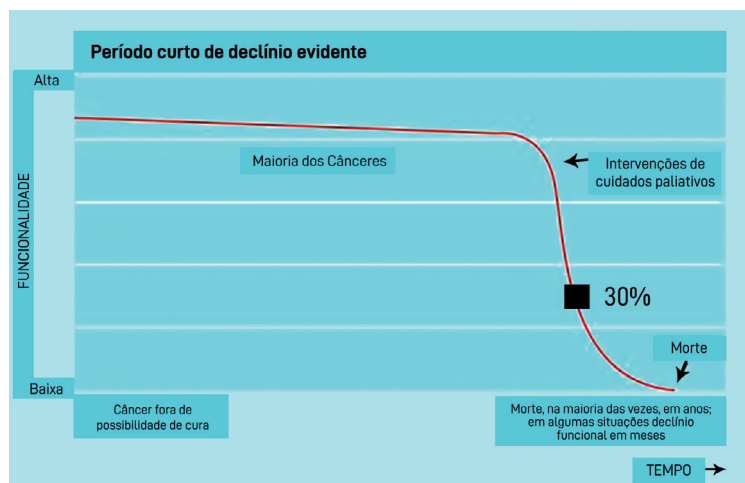 Período curto de declínio evidente
Alta
FUNCIONALIDADE
Maioria dos Cânceres
Intervenções de
cuidados paliativos
30%
Morte
Baixa
Câncer fora de
possibilidade de cura
Morte, na maioria das vezes, em anos;
em algumas situações declínio
funcional em meses
TEMPO